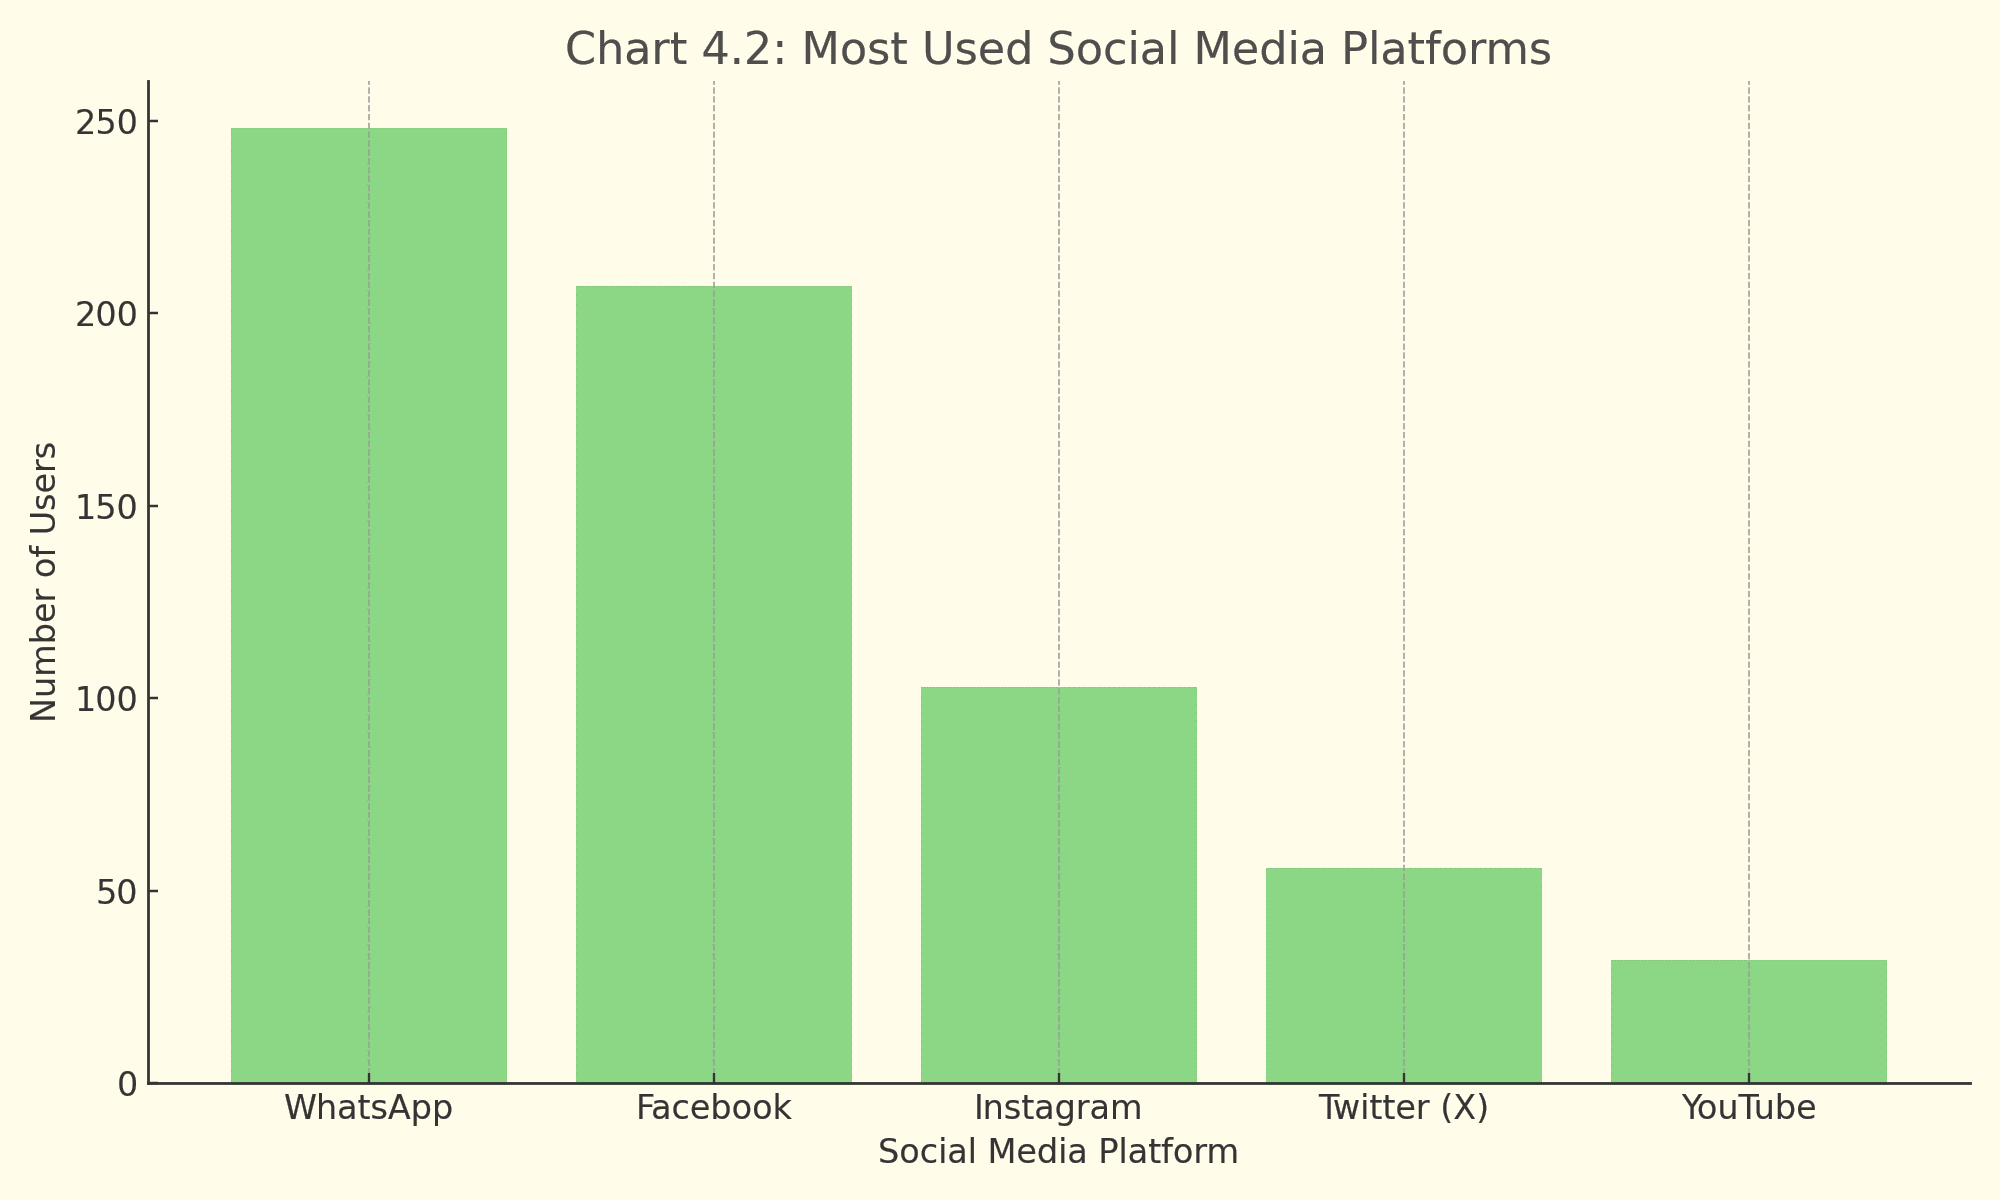 Chart 4.2: Most Used Social Media Platforms
Number of Users
250
200
150
100
50
0
WhatsApp Facebook Instagram Twitter (X) YouTube
Social Media Platform